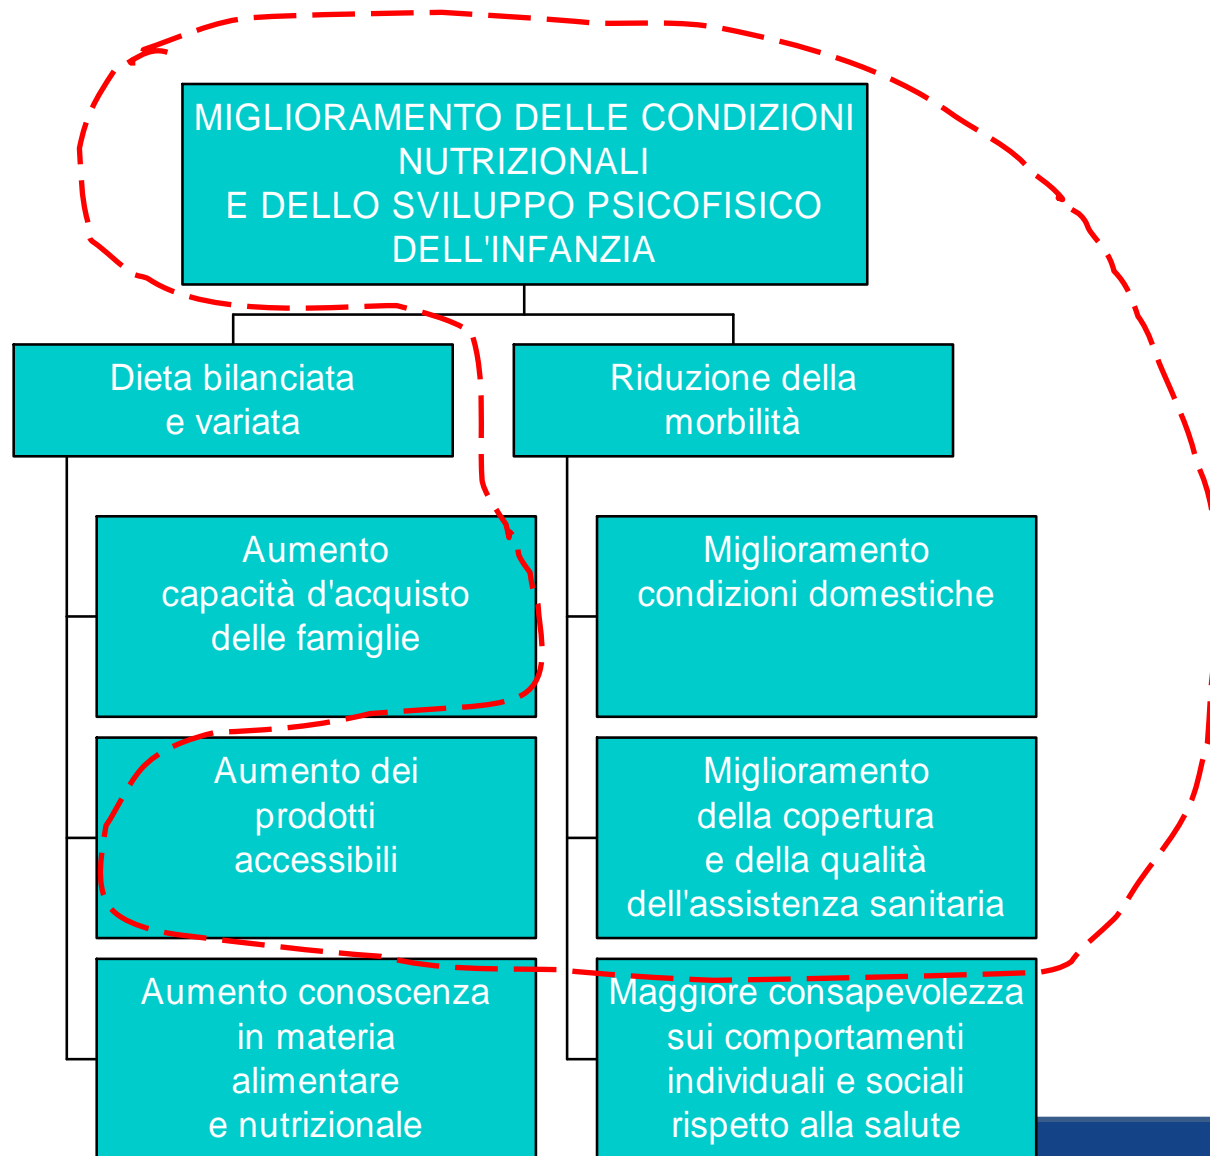 MIGLIORAMENTO DELLE CONDIZIONI
NUTRIZIONALI
E DELLO SVILUPPO PSICOFISICO
DELL'INFANZIA
Dieta bilanciata
e variata
Riduzione della
morbilità
Aumento
capacità d'acquisto
delle famiglie
Miglioramento
condizioni domestiche
Aumento dei
prodotti
accessibili
Miglioramento
della copertura
e della qualità
dell'assistenza sanitaria
Aumento conoscenza
in materia
alimentare
e nutrizionale
Maggiore consapevolezza
sui comportamenti
individuali e sociali
rispetto alla salute